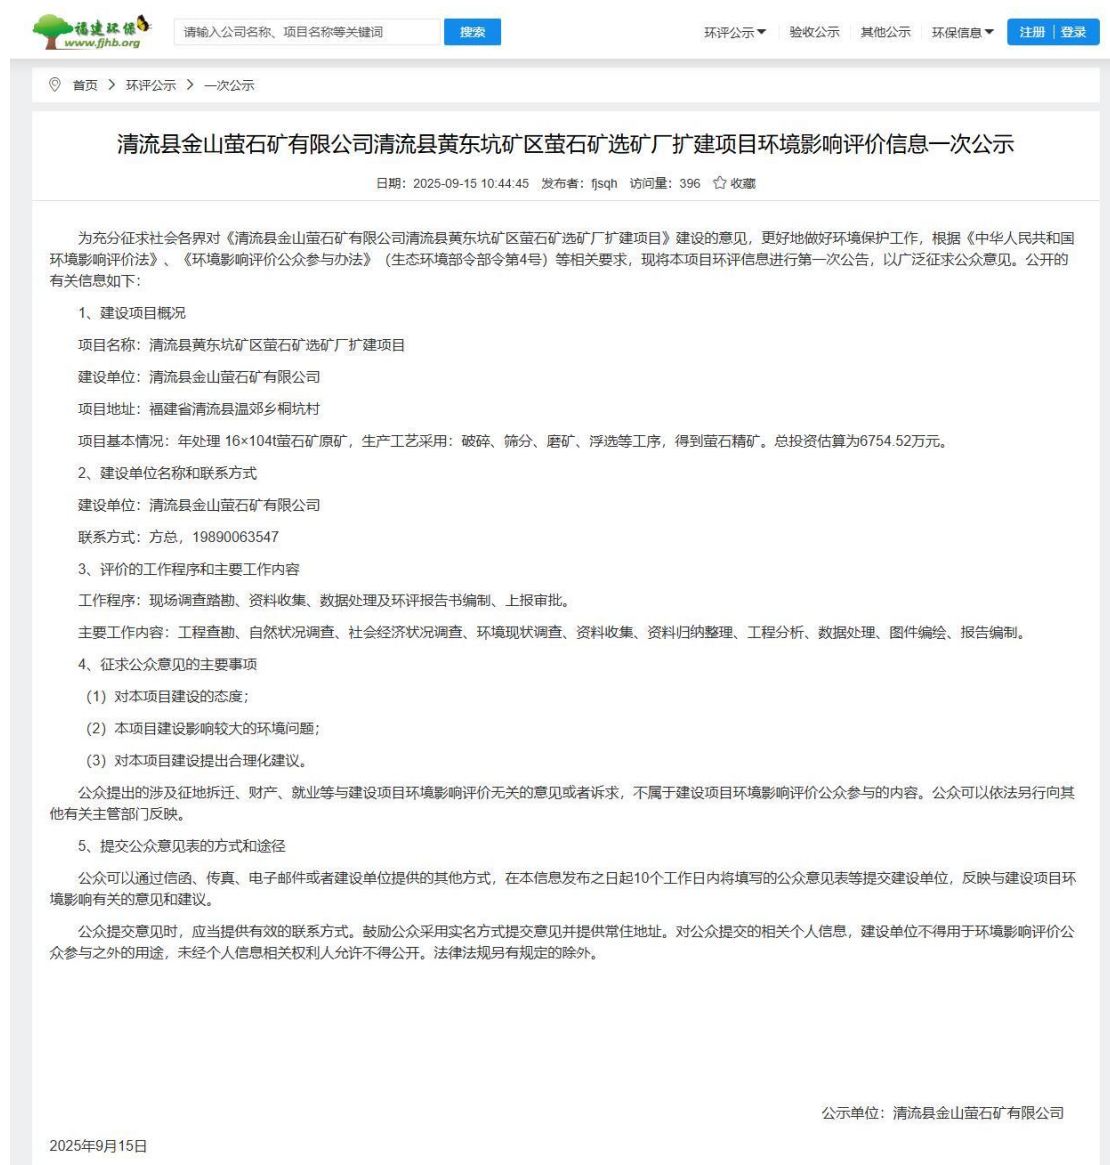 福建环保
www.fjhb.org
请输入公司名称、项目名称等关键词 搜索 环评公示 验收公示 其他公示 环保信息 注册 | 登录
首页 > 环评公示 > 一次公示
清流县金山萤石矿有限公司清流县黄东坑矿区萤石矿选矿厂扩建项目环境影响评价信息一次公示
日期：2025-09-15 10:44:45 发布者：fjsqh 访问量：396 收藏
为充分征求社会各界对《清流县金山萤石矿有限公司清流县黄东坑矿区萤石矿选矿厂扩建项目》建设的意见，更好地做好环境保护工作，根据《中华人民共和国
环境影响评价法》、《环境影响评价公众参与办法》（生态环境部令部令第4号）等相关要求，现将本项目环评信息进行第一次公告，以广泛征求公众意见。公开的
有关信息如下：
1、建设项目概况
项目名称：清流县黄东坑矿区萤石矿选矿厂扩建项目
建设单位：清流县金山萤石矿有限公司
项目地址：福建省清流县温郊乡桐坑村
项目基本情况：年处理 16×104t萤石矿原矿，生产工艺采用：破碎、筛分、磨矿、浮选等工序，得到萤石精矿。总投资估算为6754.52万元。
2、建设单位名称和联系方式
建设单位：清流县金山萤石矿有限公司
联系方式：方总，19890063547
3、评价的工作程序和主要工作内容
工作程序：现场调查踏勘、资料收集、数据处理及环评报告书编制、上报审批。
主要工作内容：工程查勘、自然状况调查、社会经济状况调查、环境现状调查、资料收集、资料归纳整理、工程分析、数据处理、图件编绘、报告编制。
4、征求公众意见的主要事项
（1）对本项目建设的态度；
（2）本项目建设影响较大的环境问题；
（3）对本项目建设提出合理化建议。
公众提出的涉及征地拆迁、财产、就业等与建设项目环境影响评价无关的意见或者诉求，不属于建设项目环境影响评价公众参与的内容。公众可以依法另行向其
他有关主管部门反映。
5、提交公众意见表的方式和途径
公众可以通过信函、传真、电子邮件或者建设单位提供的其他方式，在本信息发布之日起10个工作日内将填写的公众意见表等提交建设单位，反映与建设项目环
境影响有关的意见和建议。
公众提交意见时，应当提供有效的联系方式。鼓励公众采用实名方式提交意见并提供常住地址。对公众提交的相关个人信息，建设单位不得用于环境影响评价公
众参与之外的用途，未经个人信息相关权利人允许不得公开。法律法规另有规定的除外。
公示单位：清流县金山萤石矿有限公司
2025年9月15日